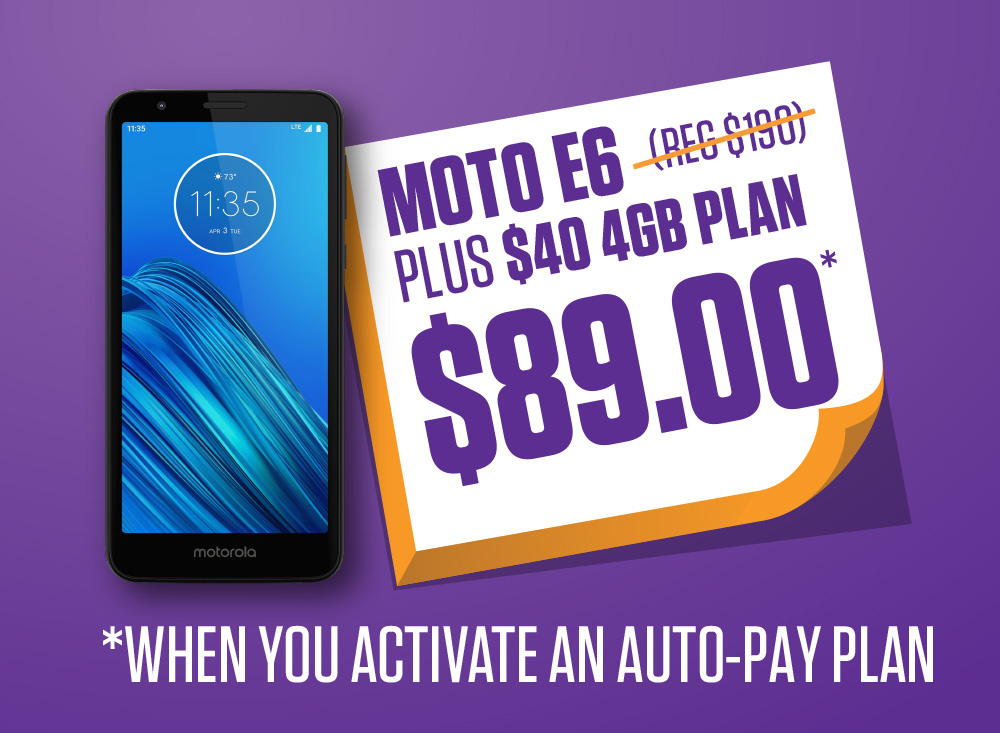 11:35
LTE
73°
11:35
APR 3 TUE
motorola
MOTO E6 (REG $190)
PLUS $40 4GB PLAN
$89.00*
*WHEN YOU ACTIVATE AN AUTO-PAY PLAN